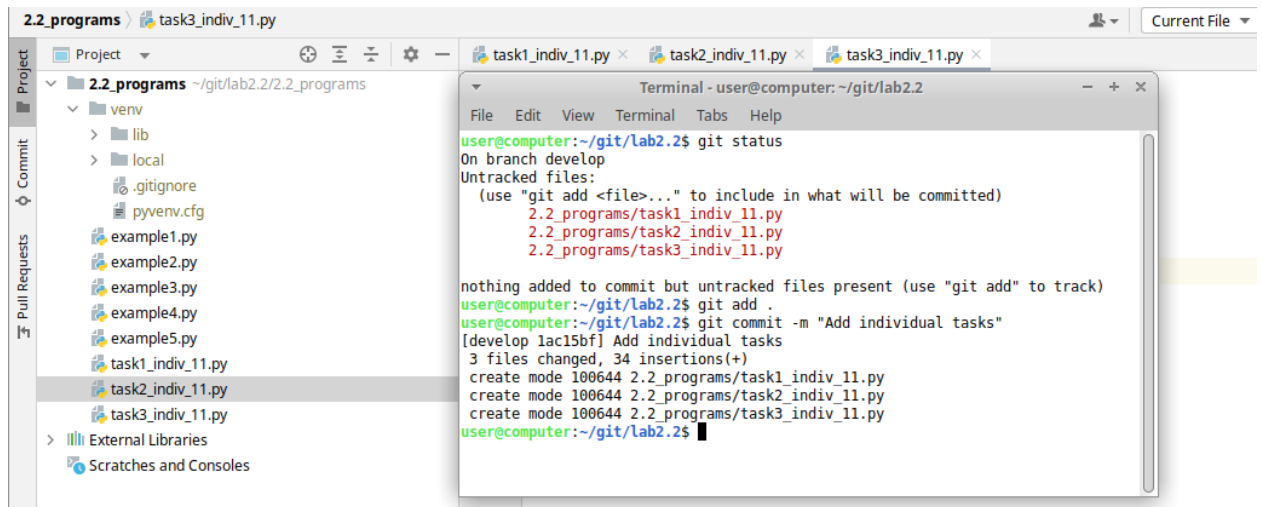 2.2_programs task3_indiv_11.py Current File
Project
task1_indiv_11.py task2_indiv_11.py task3_indiv_11.py
Project
Commit
Pull Requests
2.2_programs ~/git/lab2.2/2.2_programs
venv
lib
local
.gitignore
pyvenv.cfg
example1.py
example2.py
example3.py
example4.py
example5.py
task1_indiv_11.py
task2_indiv_11.py
task3_indiv_11.py
External Libraries
Scratches and Consoles
Terminal - user@computer: ~/git/lab2.2
File Edit View Terminal Tabs Help
user@computer:~/git/lab2.2$ git status
On branch develop
Untracked files:
(use "git add <file>..." to include in what will be committed)
2.2_programs/task1_indiv_11.py
2.2_programs/task2_indiv_11.py
2.2_programs/task3_indiv_11.py
nothing added to commit but untracked files present (use "git add" to track)
user@computer:~/git/lab2.2$ git add .
user@computer:~/git/lab2.2$ git commit -m "Add individual tasks"
[develop 1ac15bf] Add individual tasks
3 files changed, 34 insertions(+)
create mode 100644 2.2_programs/task1_indiv_11.py
create mode 100644 2.2_programs/task2_indiv_11.py
create mode 100644 2.2_programs/task3_indiv_11.py
user@computer:~/git/lab2.2$